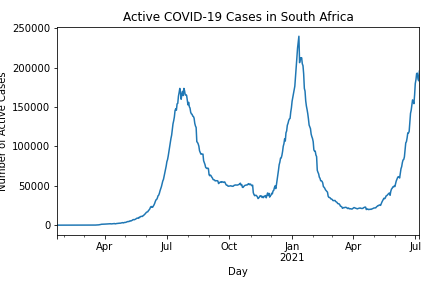 Active COVID-19 Cases in South Africa
250000
200000
150000
100000
50000
0
Number of Active Cases
Apr
Jul
Oct
Jan
2021
Apr
Jul
Day